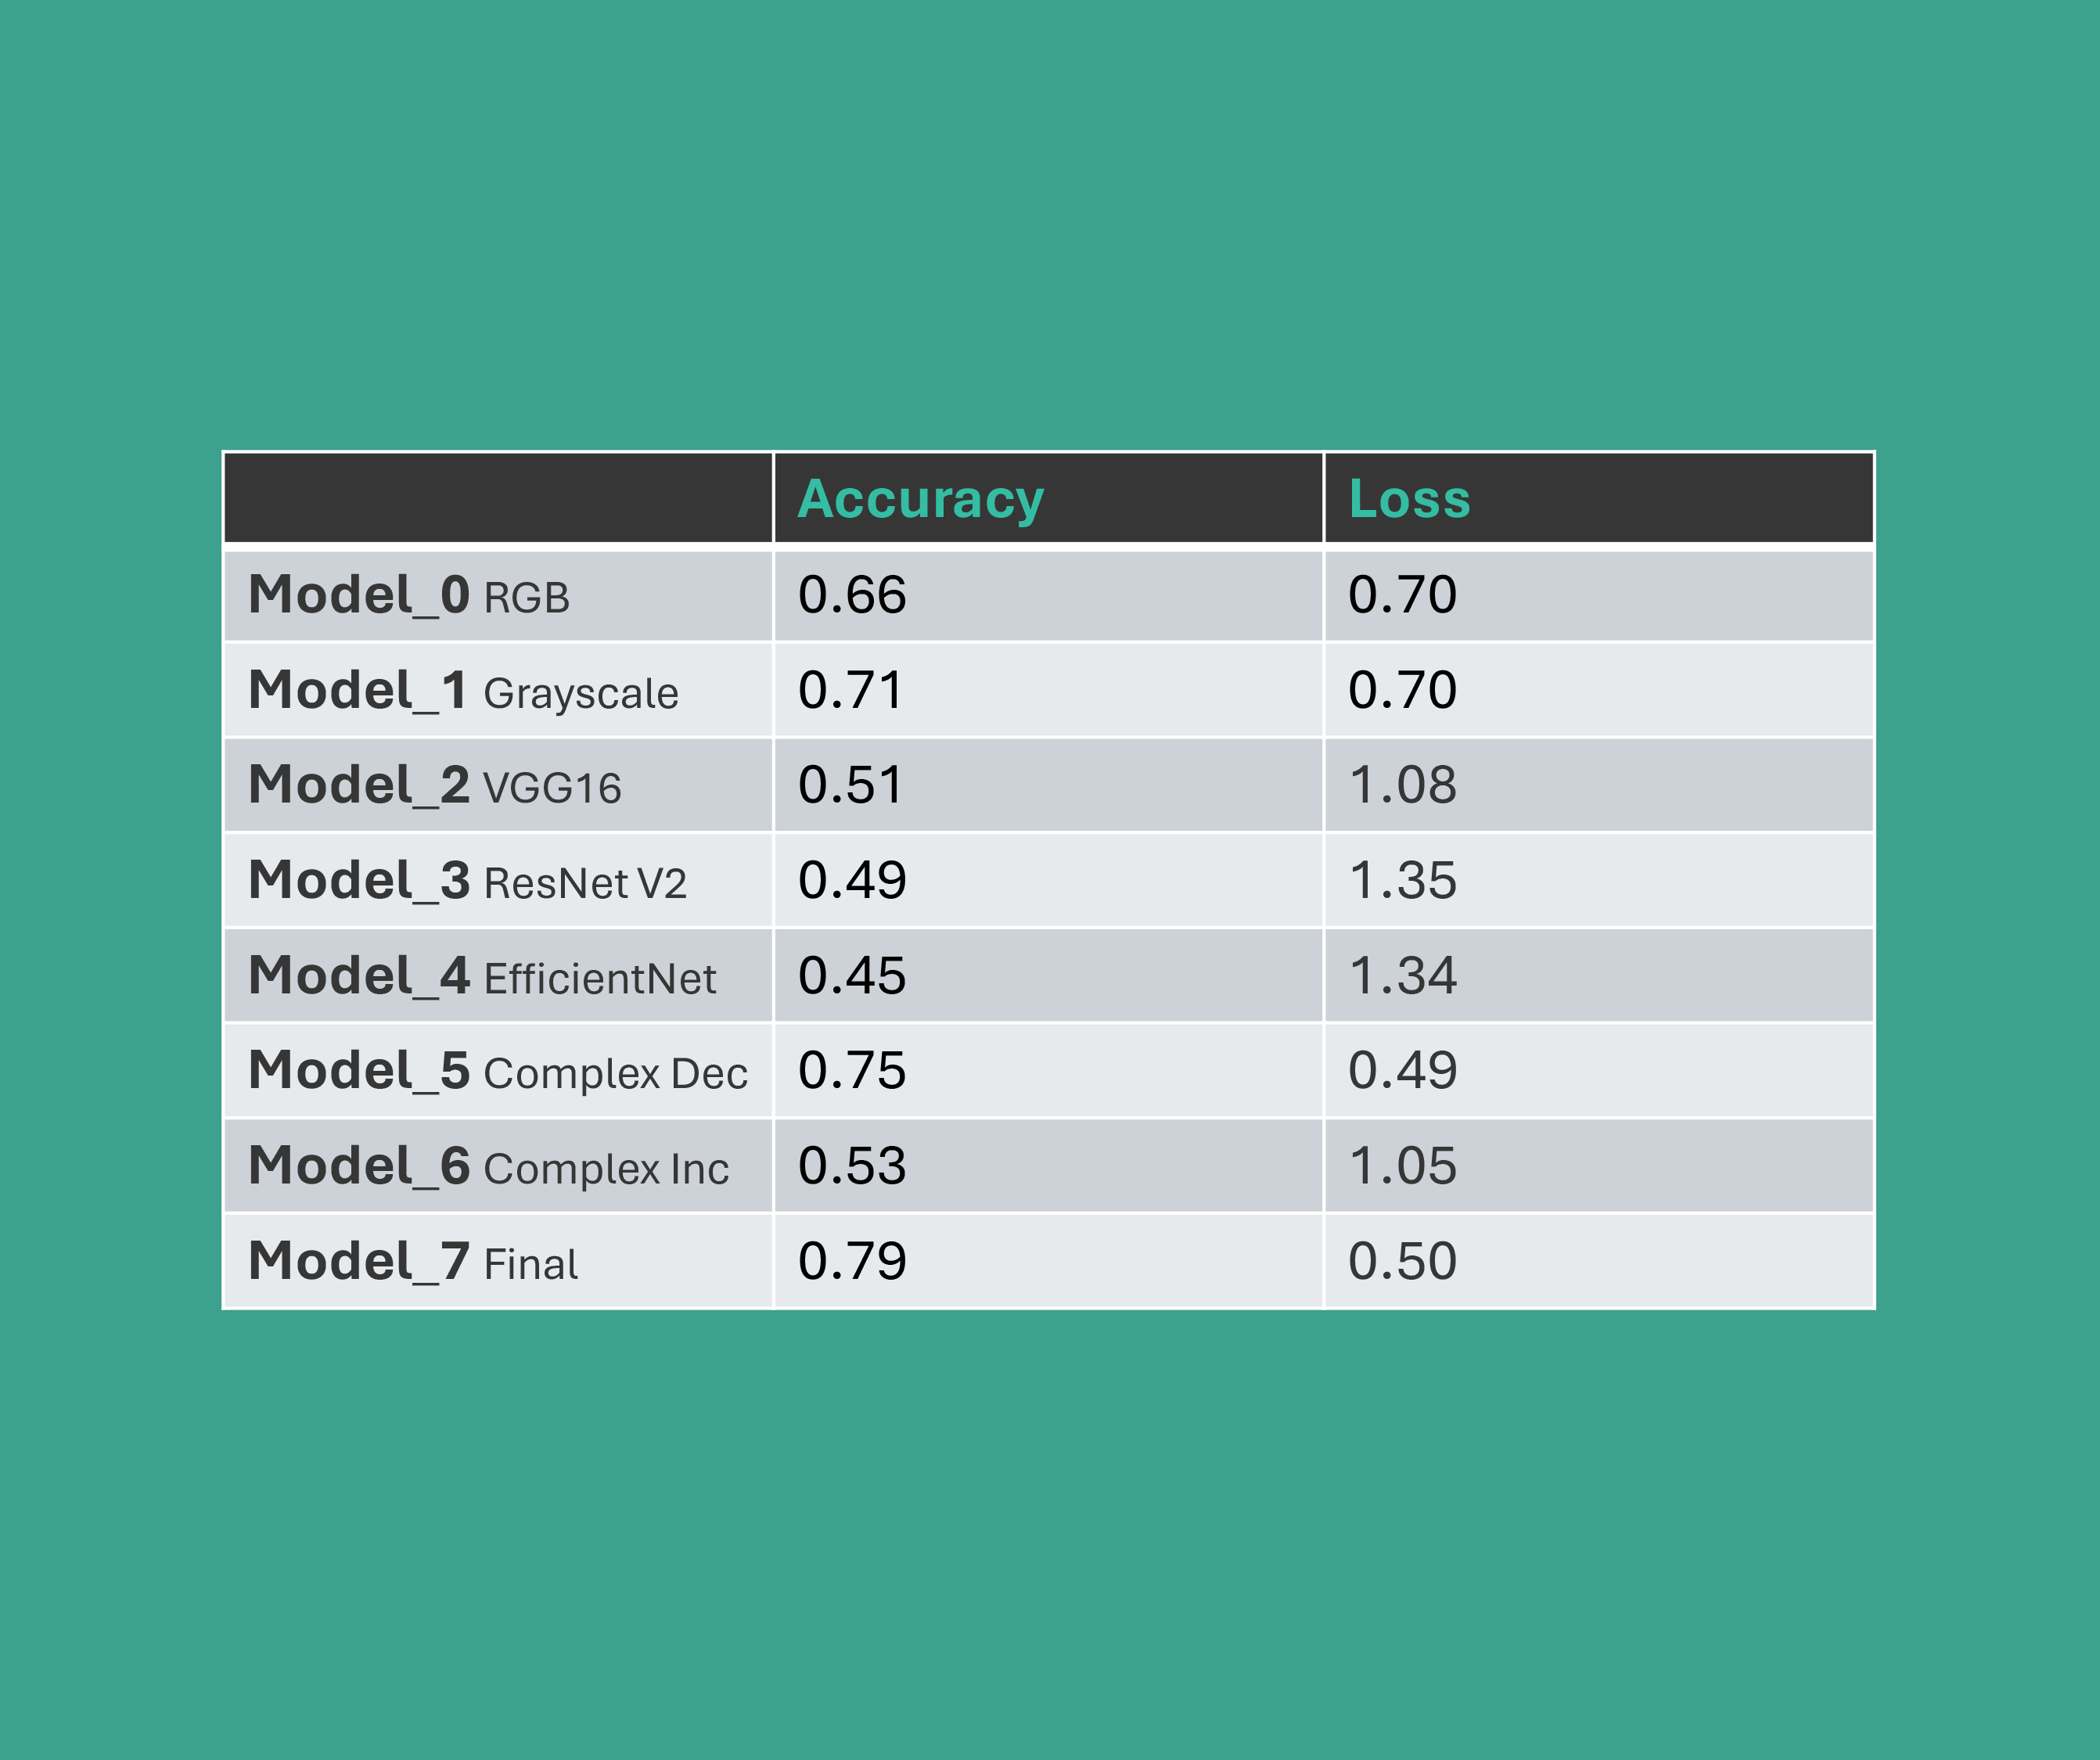 Accuracy Loss
Model_0 RGB 0.66 0.70
Model_1 Grayscale 0.71 0.70
Model_2 VGG16 0.51 1.08
Model_3 ResNet V2 0.49 1.35
Model_4 EfficientNet 0.45 1.34
Model_5 Complex Dec 0.75 0.49
Model_6 Complex Inc 0.53 1.05
Model_7 Final 0.79 0.50